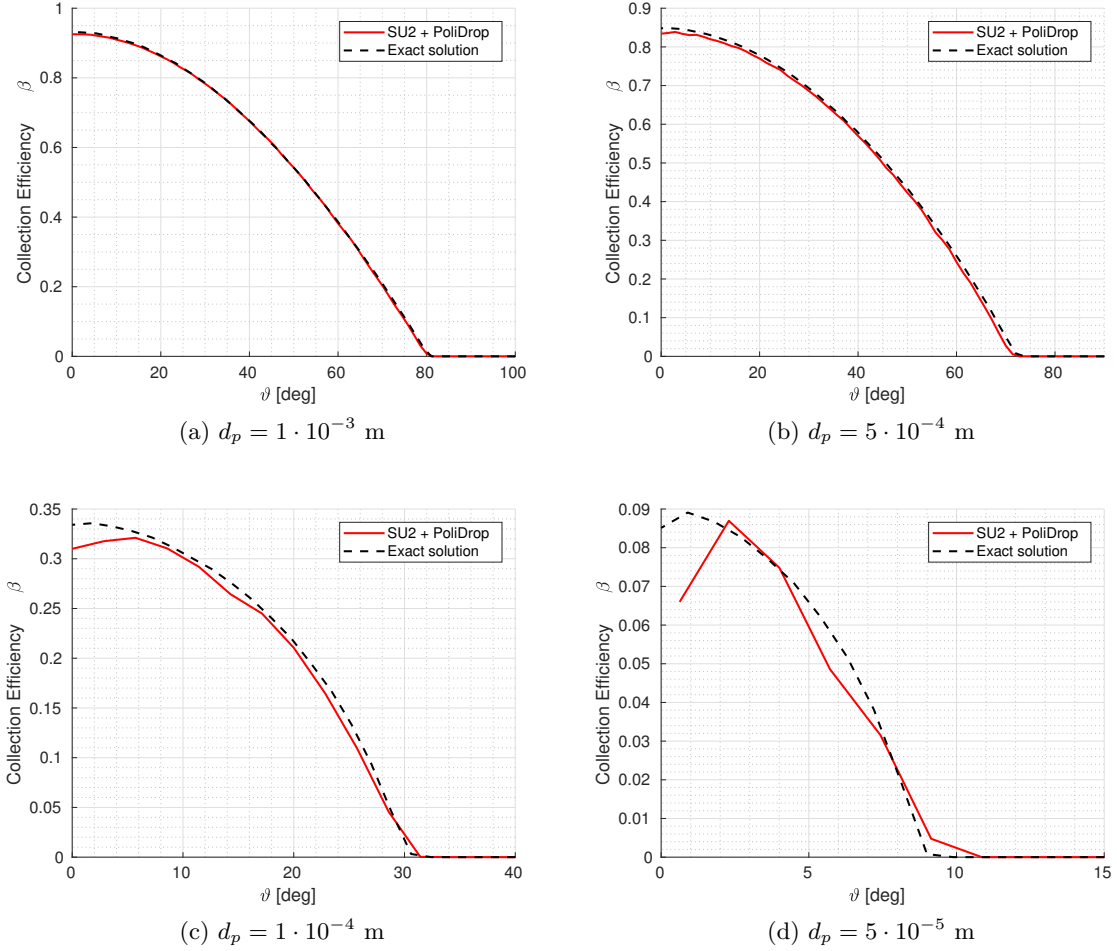 1
0.8
0.6
0.4
0.2
0
0 20 40 60 80 100
Collection Efficiency β
ϑ [deg]
SU2 + PoliDrop
Exact solution
(a) d_p = 1 · 10^{-3} m
0.9
0.8
0.7
0.6
0.5
0.4
0.3
0.2
0.1
0
0 20 40 60 80
Collection Efficiency β
ϑ [deg]
SU2 + PoliDrop
Exact solution
(b) d_p = 5 · 10^{-4} m
0.35
0.3
0.25
0.2
0.15
0.1
0.05
0
0 10 20 30 40
Collection Efficiency β
ϑ [deg]
SU2 + PoliDrop
Exact solution
(c) d_p = 1 · 10^{-4} m
0.09
0.08
0.07
0.06
0.05
0.04
0.03
0.02
0.01
0
0 5 10 15
Collection Efficiency β
ϑ [deg]
SU2 + PoliDrop
Exact solution
(d) d_p = 5 · 10^{-5} m